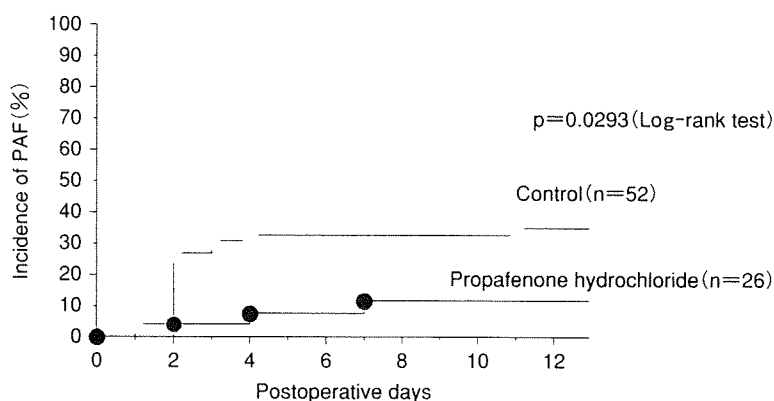 100
90
80
70
60
50
40
30
20
10
0
Incidence of PAF(%)
p=0.0293(Log-rank test)
Control(n=52)
Propafenone hydrochloride(n=26)
0 2 4 6 8 10 12
Postoperative days